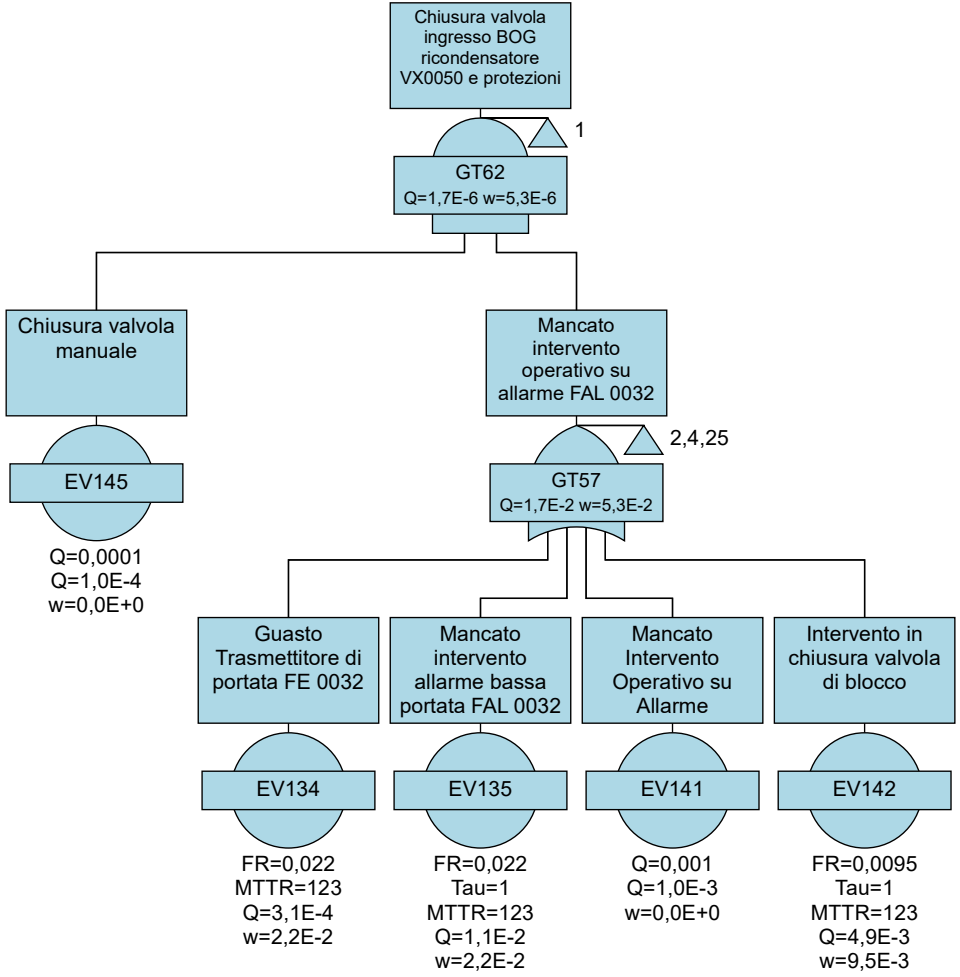 Chiusura valvola
ingresso BOG
ricondensatore
VX0050 e protezioni
1
GT62
Q=1,7E-6 w=5,3E-6
Chiusura valvola
manuale
Mancato
intervento
operativo su
allarme FAL 0032
EV145
Q=0,0001
Q=1,0E-4
w=0,0E+0
2,4,25
GT57
Q=1,7E-2 w=5,3E-2
Guasto
Trasmettitore di
portata FE 0032
Mancato
intervento
allarme bassa
portata FAL 0032
Mancato
Intervento
Operativo su
Allarme
Intervento in
chiusura valvola
di blocco
EV134
FR=0,022
MTTR=123
Q=3,1E-4
w=2,2E-2
EV135
FR=0,022
Tau=1
MTTR=123
Q=1,1E-2
w=2,2E-2
EV141
Q=0,001
Q=1,0E-3
w=0,0E+0
EV142
FR=0,0095
Tau=1
MTTR=123
Q=4,9E-3
w=9,5E-3